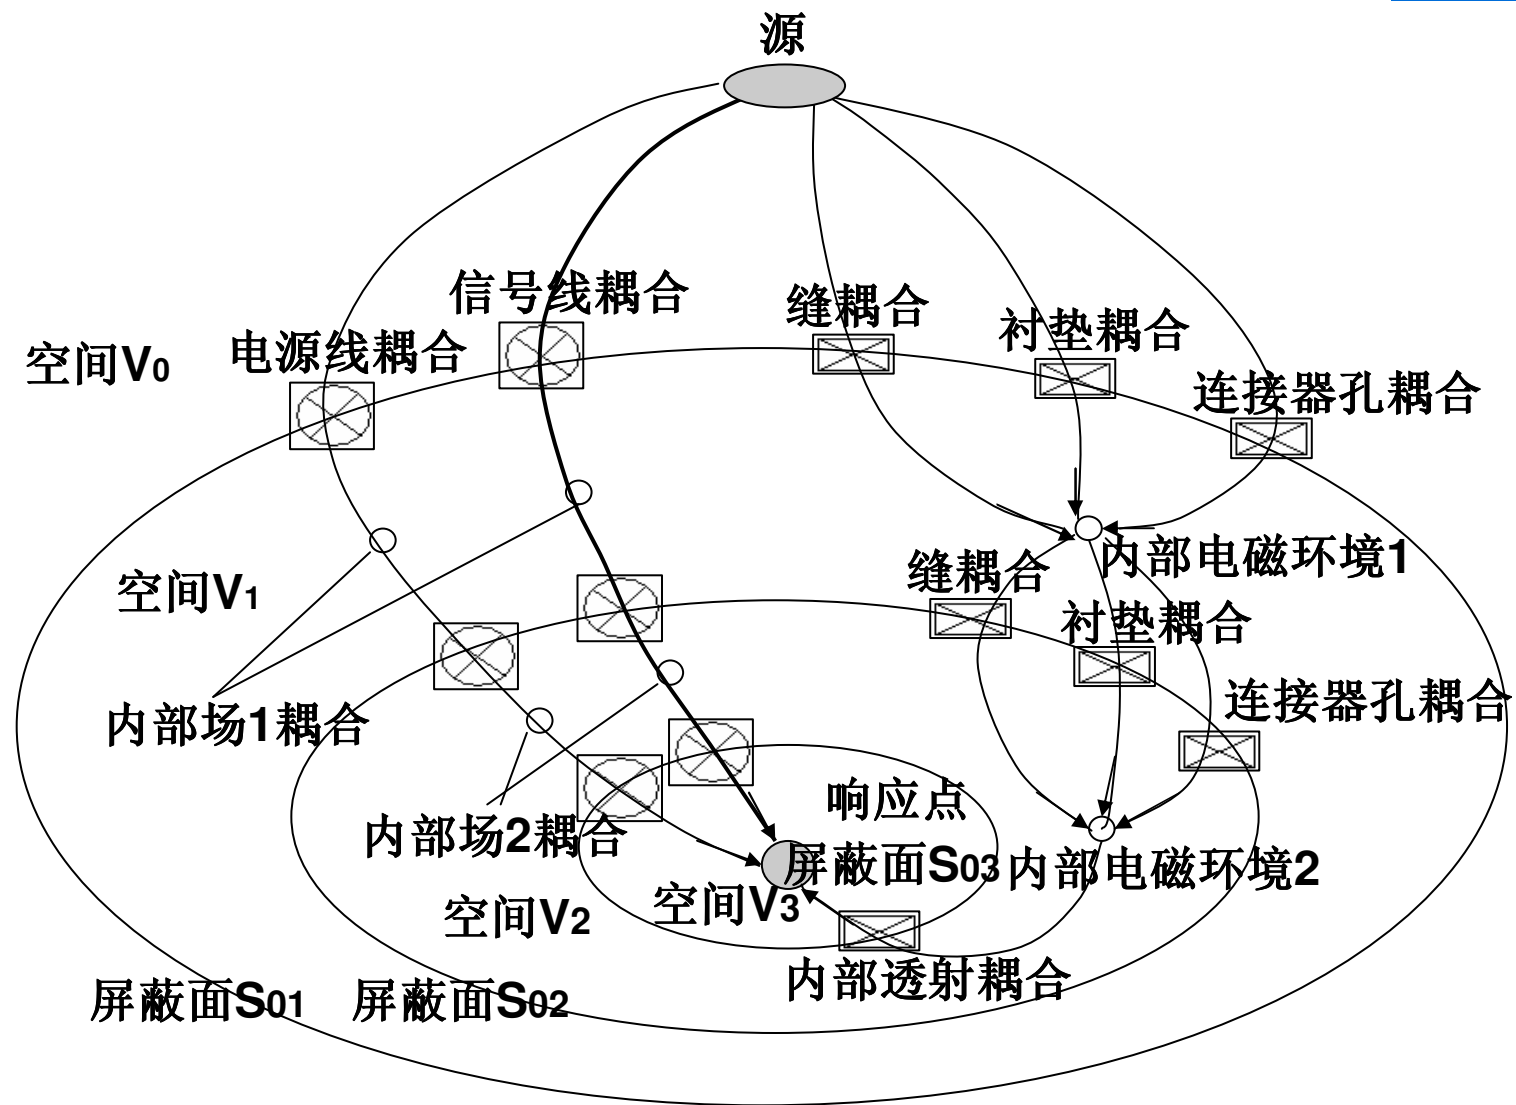 源
信号线耦合
缝耦合
衬垫耦合
电源线耦合
空间V0
连接器孔耦合
内部电磁环境1
缝耦合
空间V1
衬垫耦合
连接器孔耦合
内部场1耦合
响应点
内部场2耦合
屏蔽面S03
内部电磁环境2
空间V3
空间V2
内部透射耦合
屏蔽面S01
屏蔽面S02